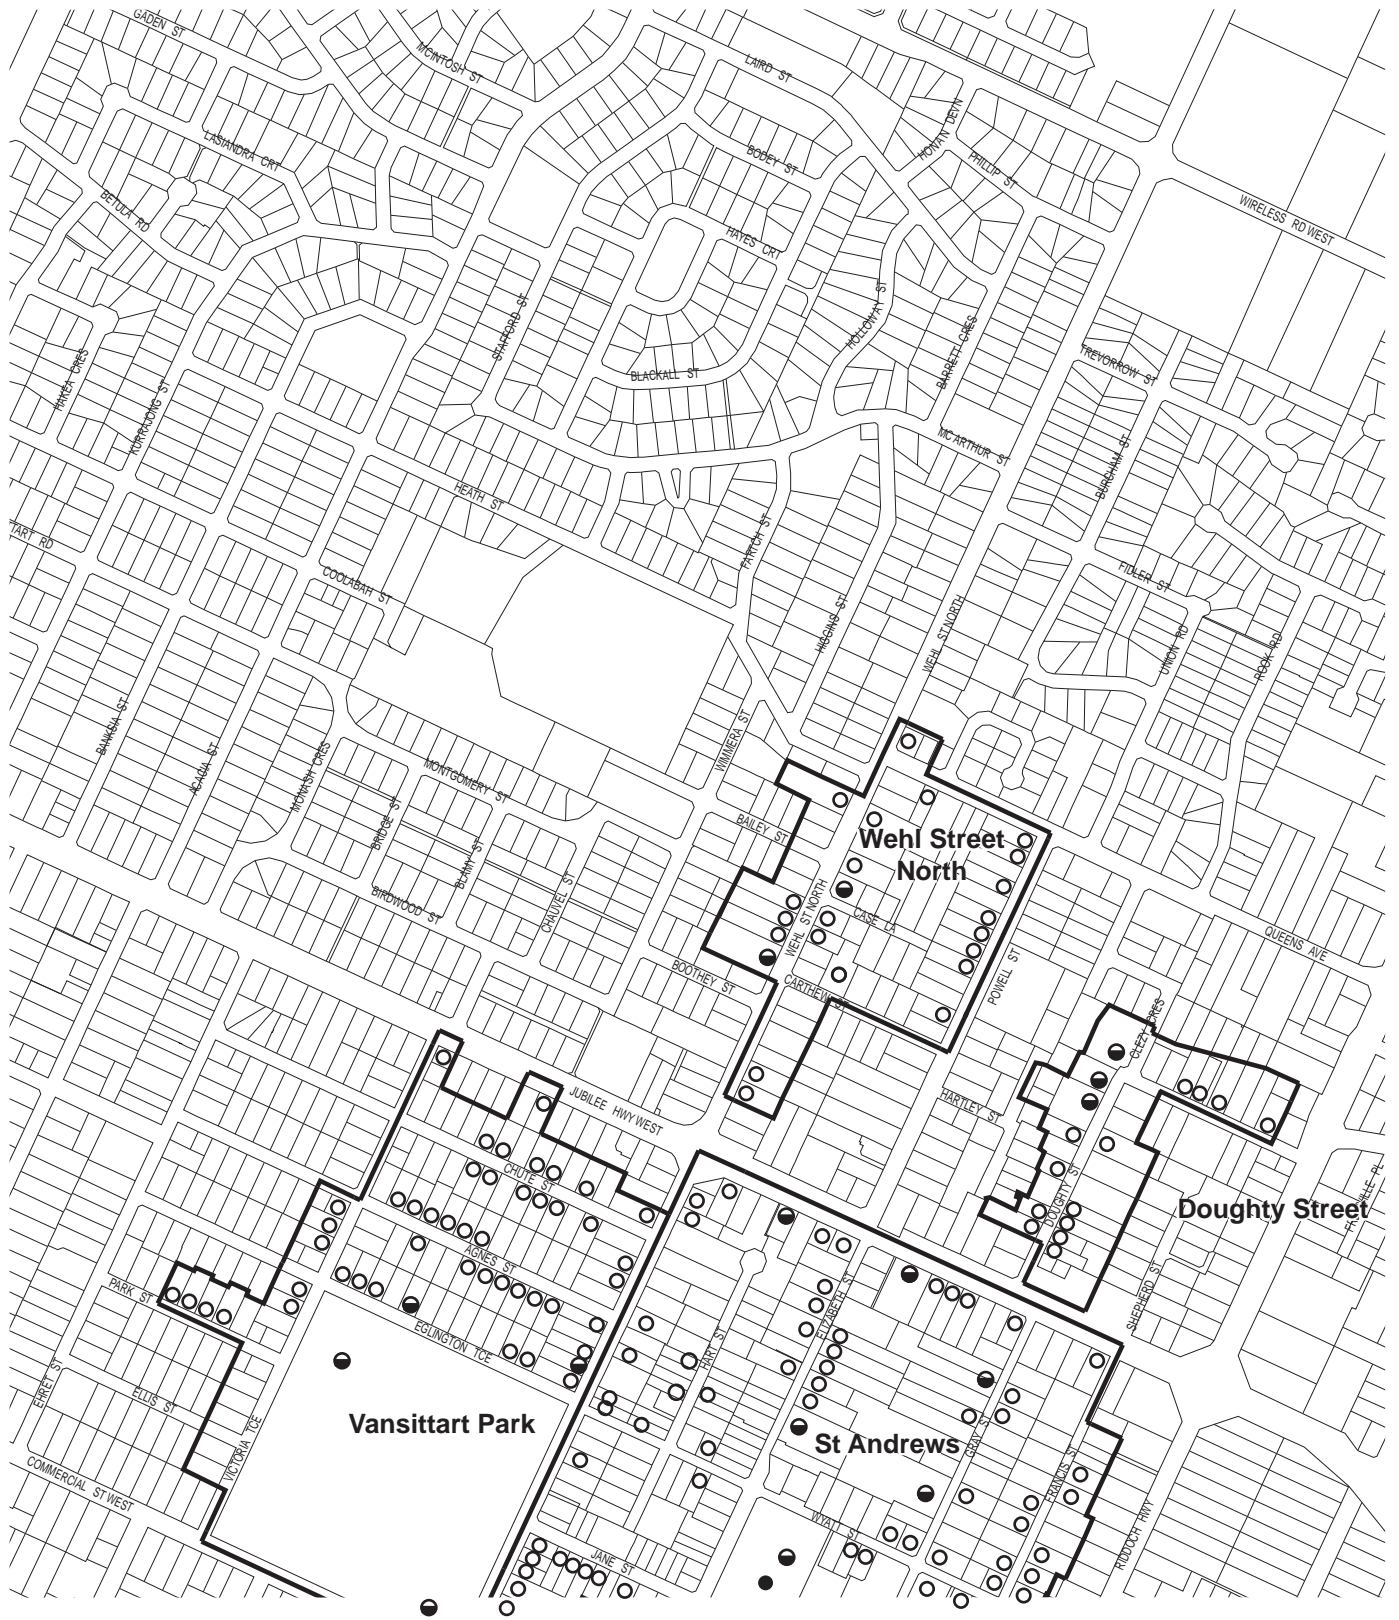 GADEN ST
MCINTOSH ST
LAIRD ST
HONAN DEVN
LASIANDRA CRT
BODEY ST
PHILLIP ST
BETULA RD
WIRELESS RD WEST
HAYES CRT
STAFFORD ST
HOLLOWAY ST
BARRETT CRES
TREVORROW ST
HAKEA CRES
BLACKALL ST
KURRAJONG ST
MC ARTHUR ST
BURCHAM ST
HEATH ST
TART RD
FARTCH ST
COOLABAH ST
FIDLER ST
HIGGINS ST
WEHL ST NORTH
UNION RD
ROOK RD
BANKSIA ST
WIMMERA ST
ACACIA ST
MONASH CRES
MONTGOMERY ST
BRIDGE ST
BAILEY ST
Wehl Street
North
BLAMY ST
BIRDWOOD ST
CHAUVEL ST
WEHL ST NORTH
CASE LA
QUEENS AVE
BOOTHEY ST
CARTHEW ST
POWELL ST
CLEZY CRES
JUBILEE HWY WEST
HARTLEY ST
CHUTE ST
DOUGHTY ST
Doughty Street
AGNES ST
PARK ST
EGLINGTON TCE
ELIZABETH ST
SHEPHERD ST
HART ST
EHRET ST
ELLIS ST
VICTORIA TCE
Vansittart Park
St Andrews
GRAY ST
FRANCIS ST
COMMERCIAL ST WEST
WYATT ST
RIDDOCH HWY
JANE ST